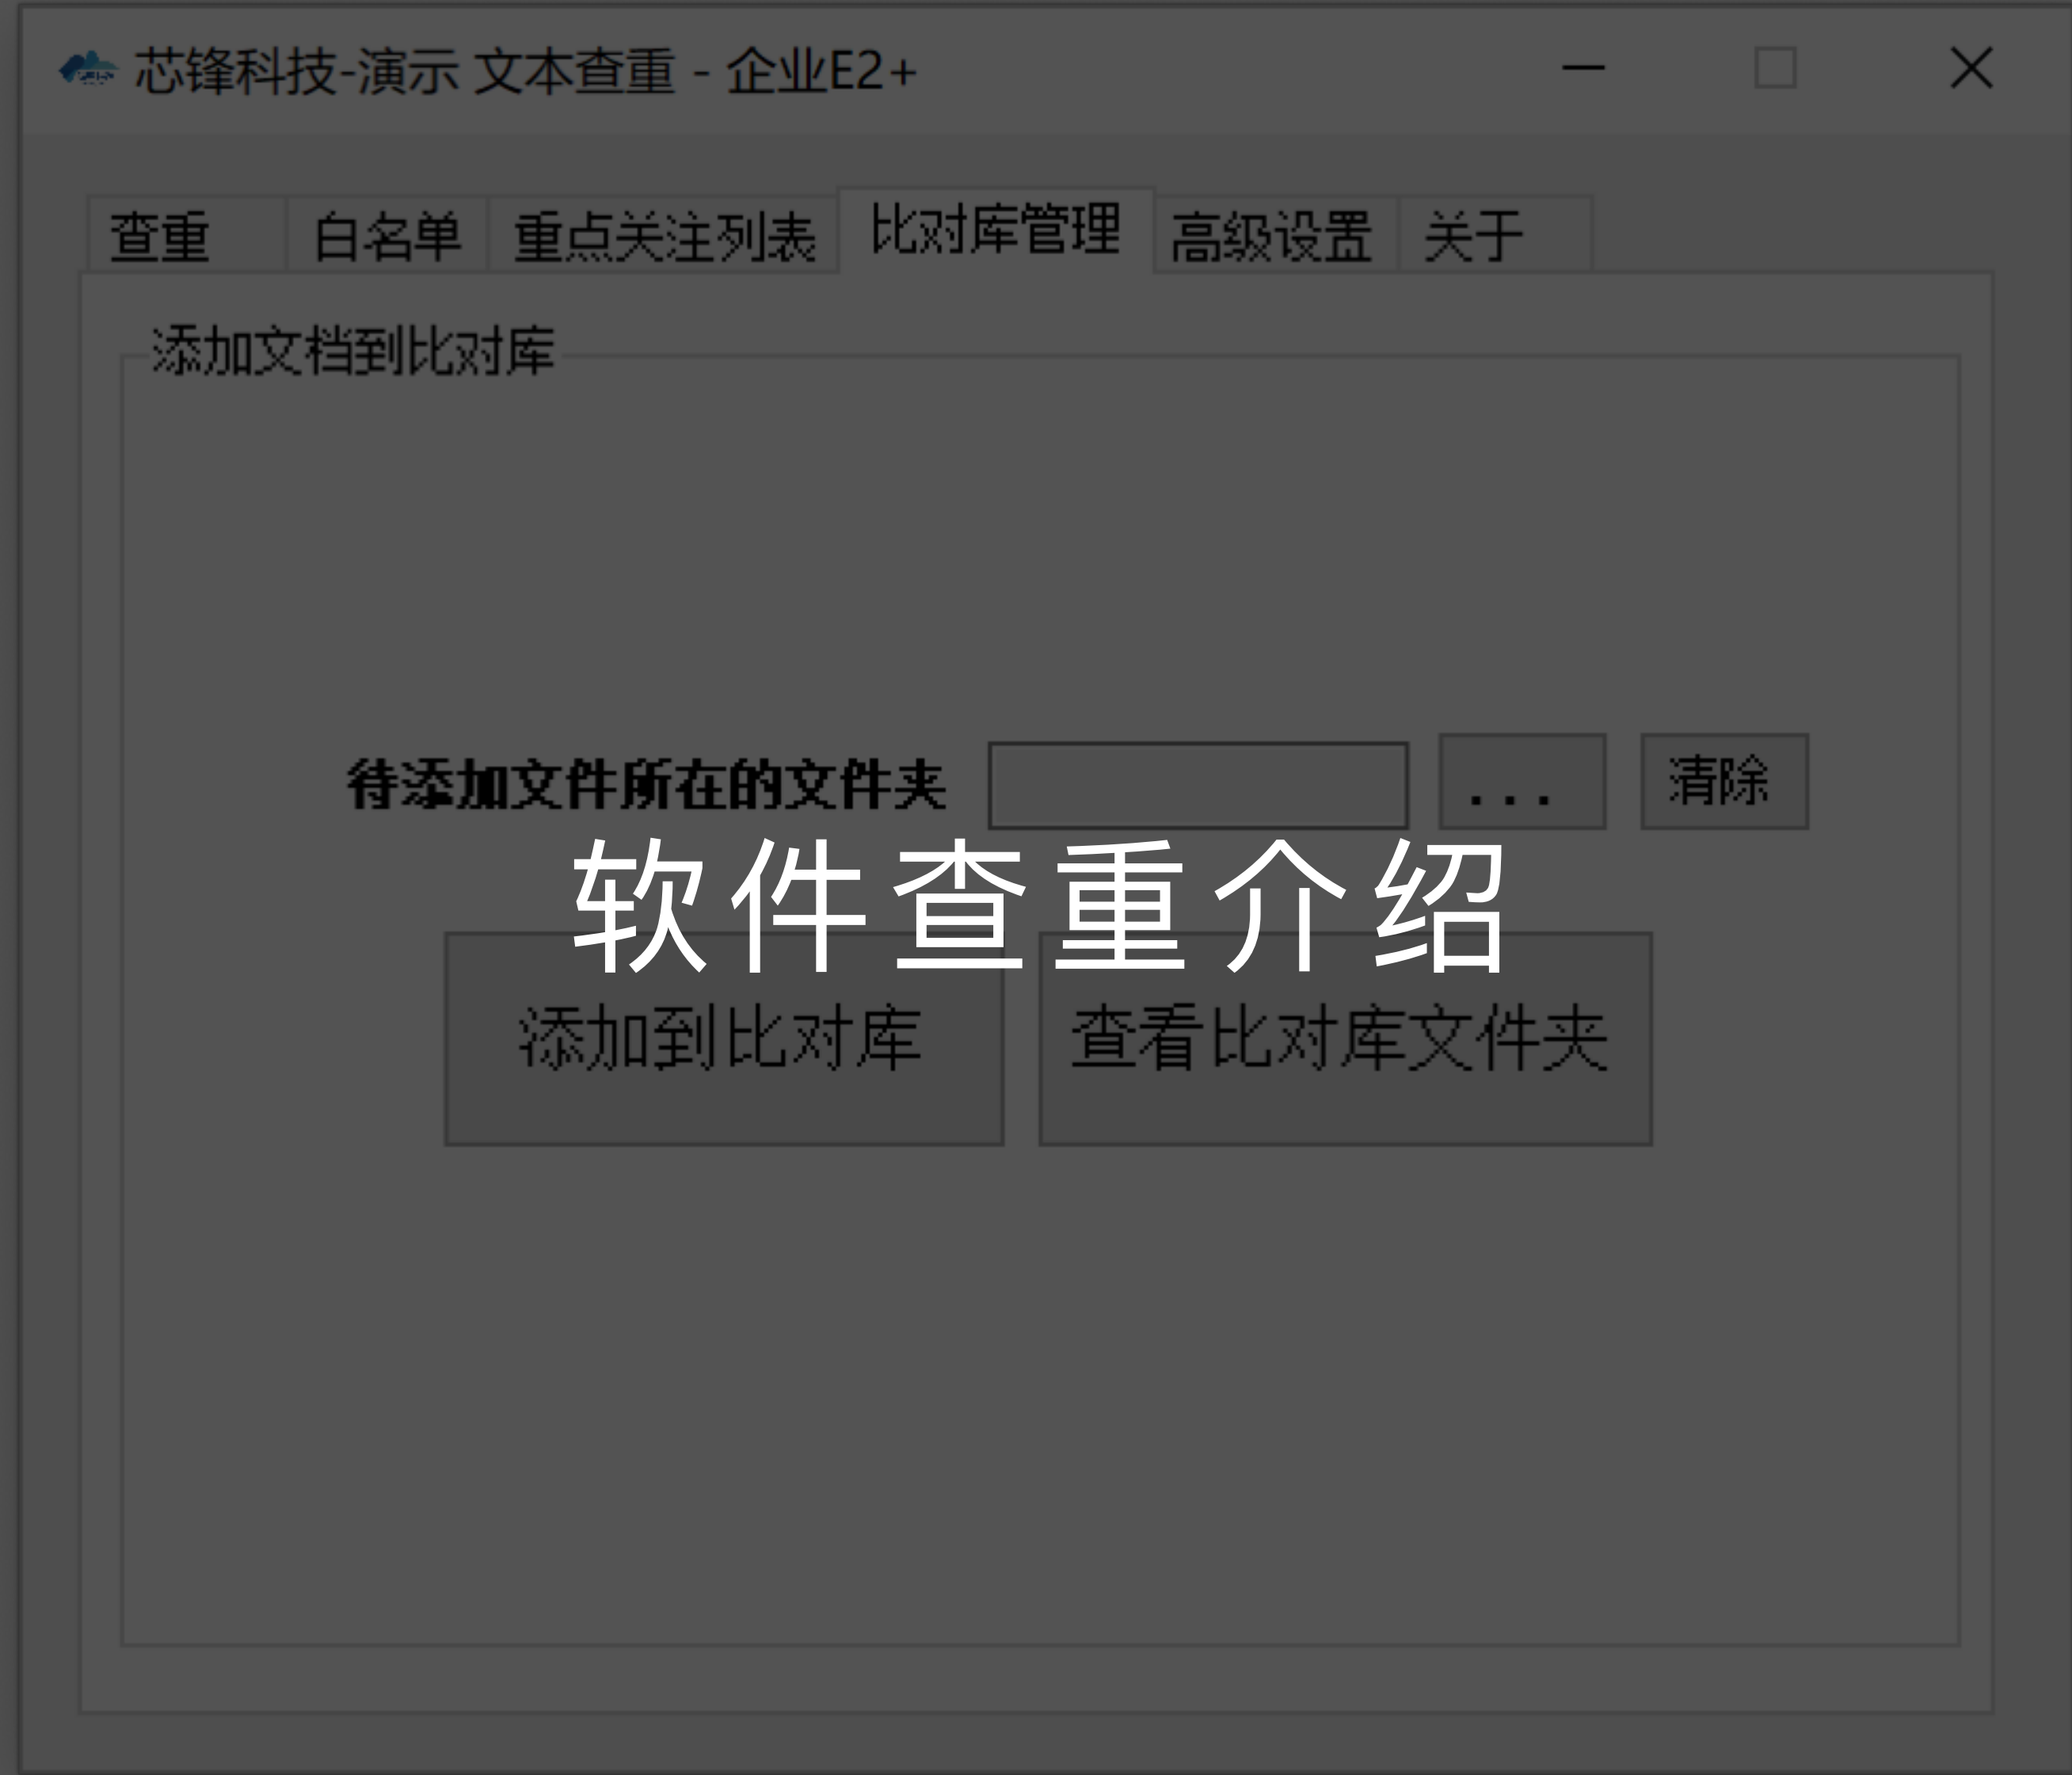 芯锋科技-演示 文本查重 - 企业E2+
查重 白名单 重点关注列表 比对库管理 高级设置 关于
添加文档到比对库
待添加文件所在的文件夹 ... 清除
软件查重介绍
添加到比对库 查看比对库文件夹